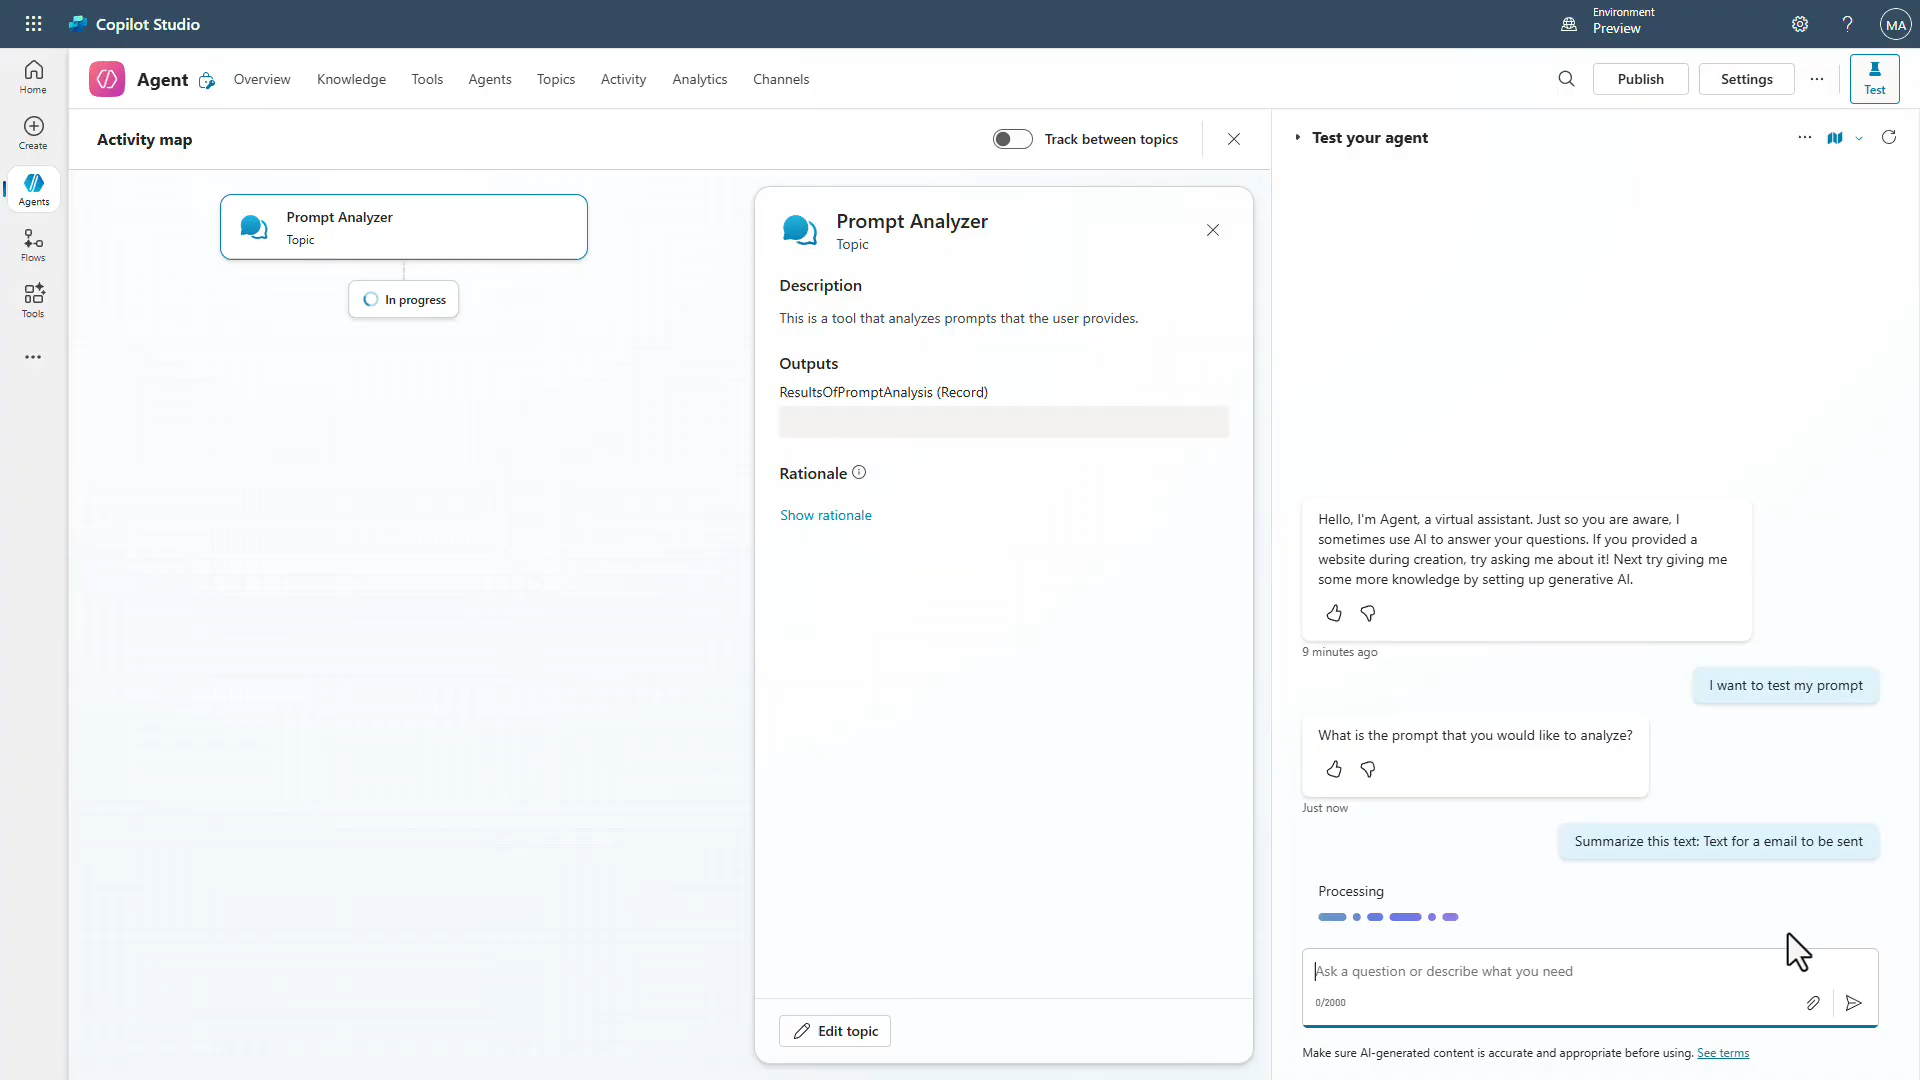 Copilot Studio
Environment
Preview
MA
Home
Create
Agents
Flows
Tools
Agent
Overview
Knowledge
Tools
Agents
Topics
Activity
Analytics
Channels
Publish
Settings
Test
Activity map
Track between topics
Prompt Analyzer
Topic
In progress
Prompt Analyzer
Topic
Description
This is a tool that analyzes prompts that the user provides.
Outputs
ResultsOfPromptAnalysis (Record)
Rationale
Show rationale
Edit topic
Test your agent
Hello, I'm Agent, a virtual assistant. Just so you are aware, I
sometimes use AI to answer your questions. If you provided a
website during creation, try asking me about it! Next try giving me
some more knowledge by setting up generative AI.
9 minutes ago
I want to test my prompt
What is the prompt that you would like to analyze?
Just now
Summarize this text: Text for a email to be sent
Processing
Ask a question or describe what you need
0/2000
Make sure AI-generated content is accurate and appropriate before using. See terms